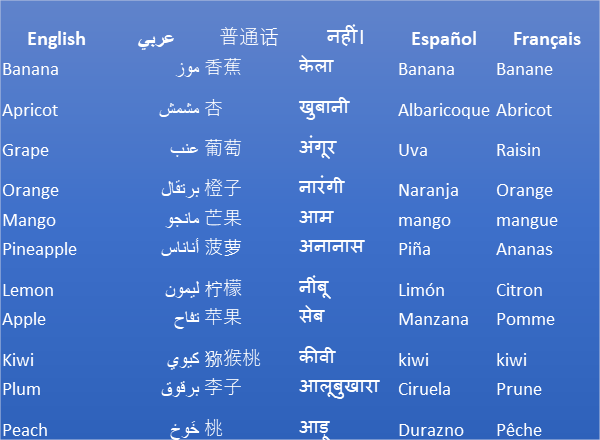 English عربي 普通话 नहीं। Español Français
Banana موز 香蕉 केला Banana Banane
Apricot مشمش 杏 खुबानी Albaricoque Abricot
Grape عنب 葡萄 अंगूर Uva Raisin
Orange برتقال 橙子 नारंगी Naranja Orange
Mango مانجو 芒果 आम mango mangue
Pineapple أناناس 菠萝 अनानास Piña Ananas
Lemon ليمون 柠檬 नींबू Limón Citron
Apple تفاح 苹果 सेब Manzana Pomme
Kiwi كيوي 猕猴桃 कीवी kiwi kiwi
Plum برقوق 李子 आलूबुखारा Ciruela Prune
Peach خَوخ 桃 आड़ू Durazno Pêche